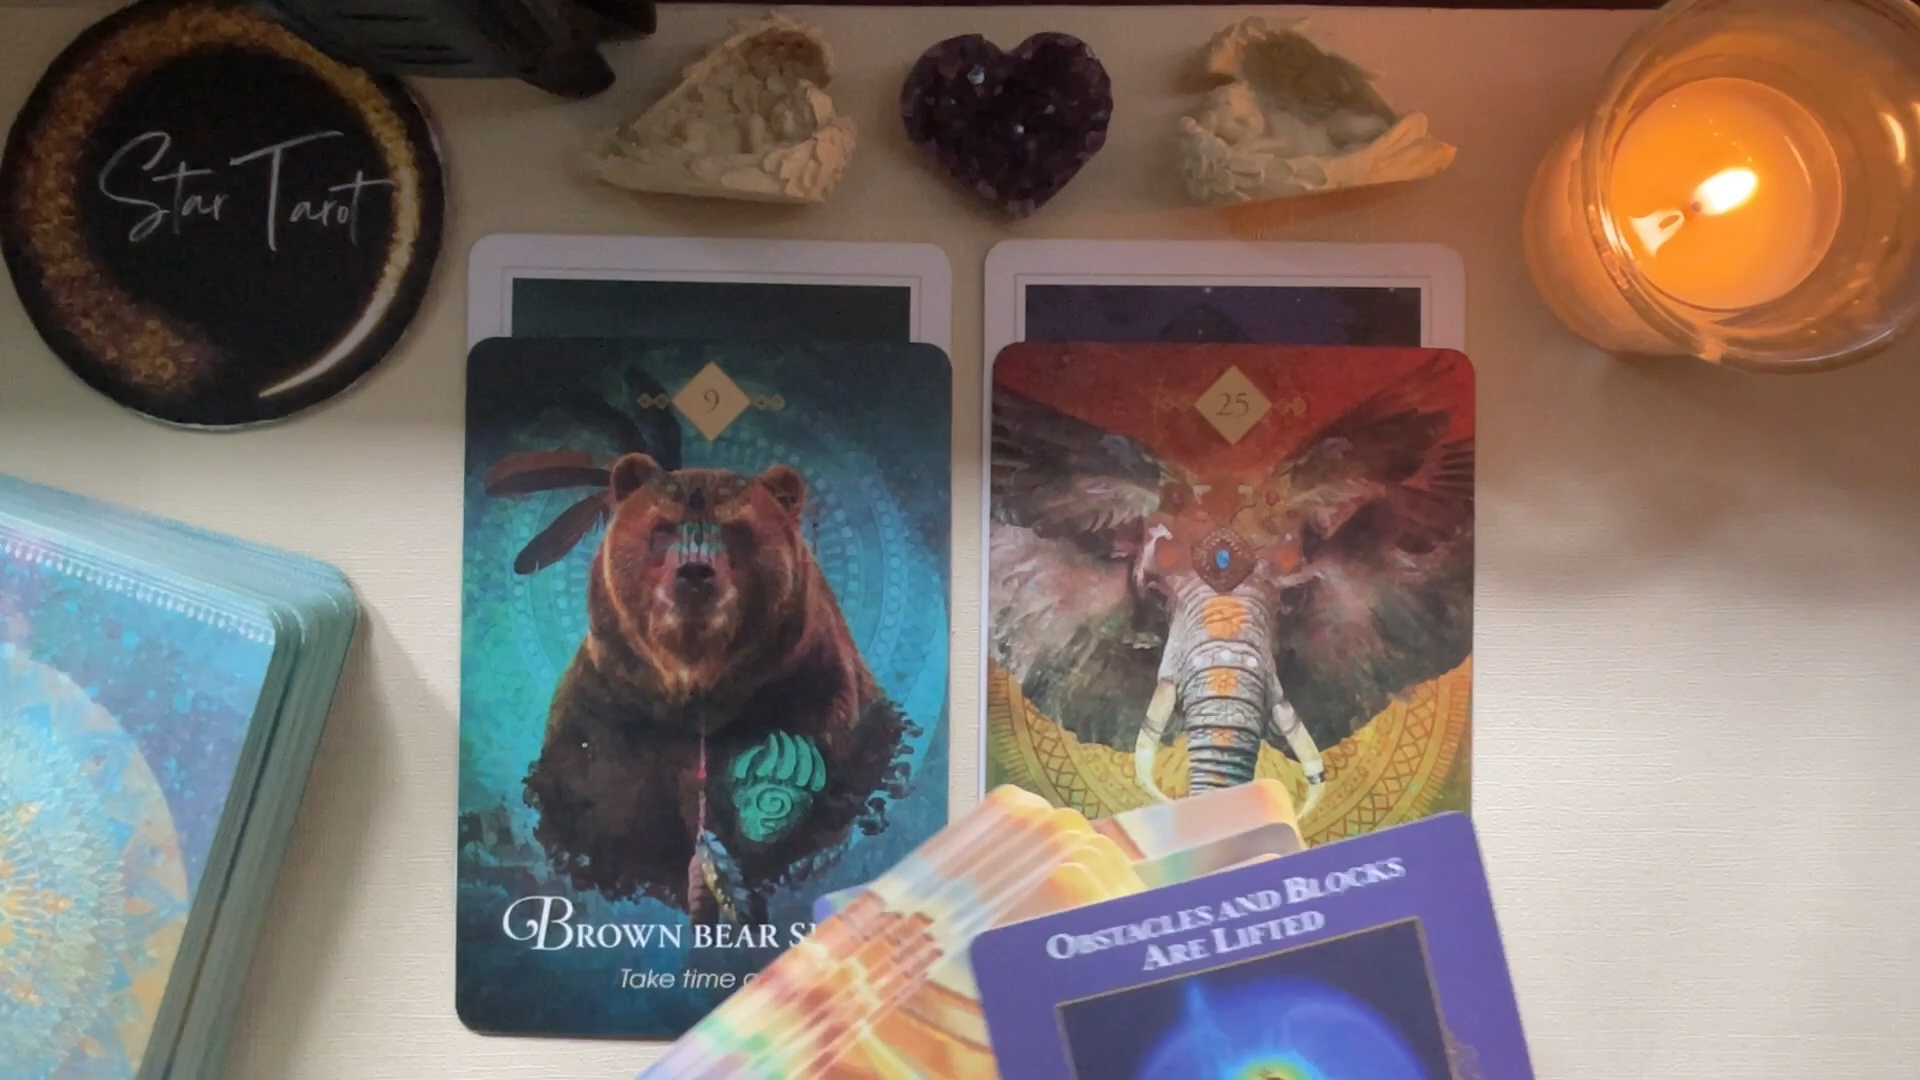 Star Tarot
9
25
BROWN BEAR
Take time
OBSTACLES AND BLOCKS
ARE LIFTED